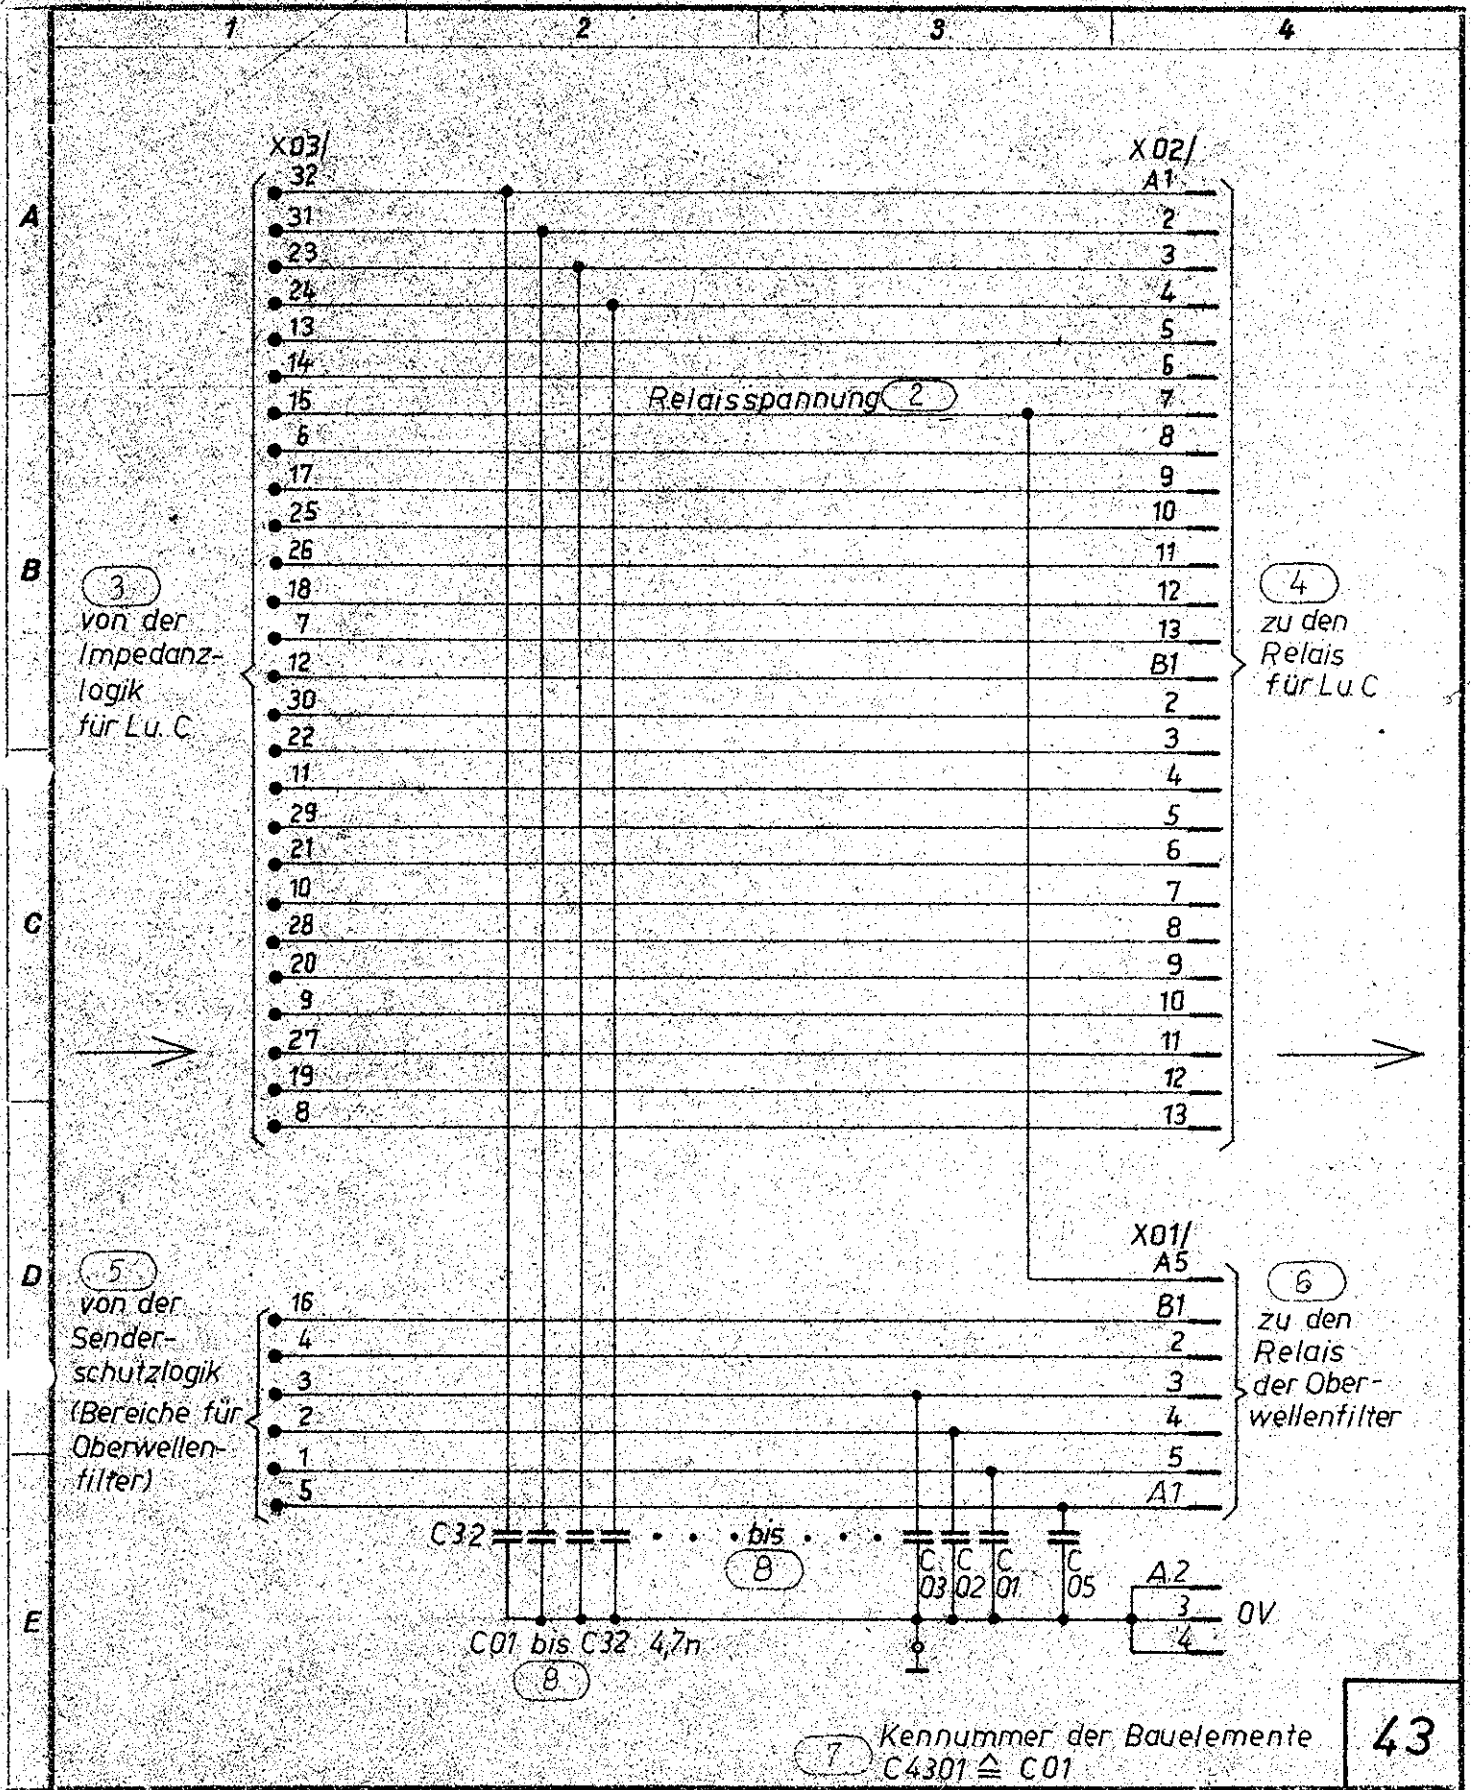 1 2 3 4
X03/ X02/
A
32 A1
31 2
23 3
24 4
13 5
14 6
Relaisspannung 2
15 7
6 8
17 9
25 10
B
26 11
18 12
7 13
12 B1
3
von der
Impedanz-
logik
für L u. C
4
zu den
Relais
für L u. C
30 2
22 3
11 4
29 5
21 6
10 7
C
28 8
20 9
9 10
27 11
19 12
8 13
X01/
A5
D
5
von der
Sender-
schutzlogik
(Bereiche für
Oberwellen-
filter)
6
zu den
Relais
der Ober-
wellenfilter
16 B1
4 2
3 3
2 4
1 5
5 A1
C32 bis
8
C 03
C 02
C 01
C 05
A2
3
4
0V
E
C01 bis C32 4,7n
8
7 Kennummer der Bauelemente
C4301 ≙ C01
43